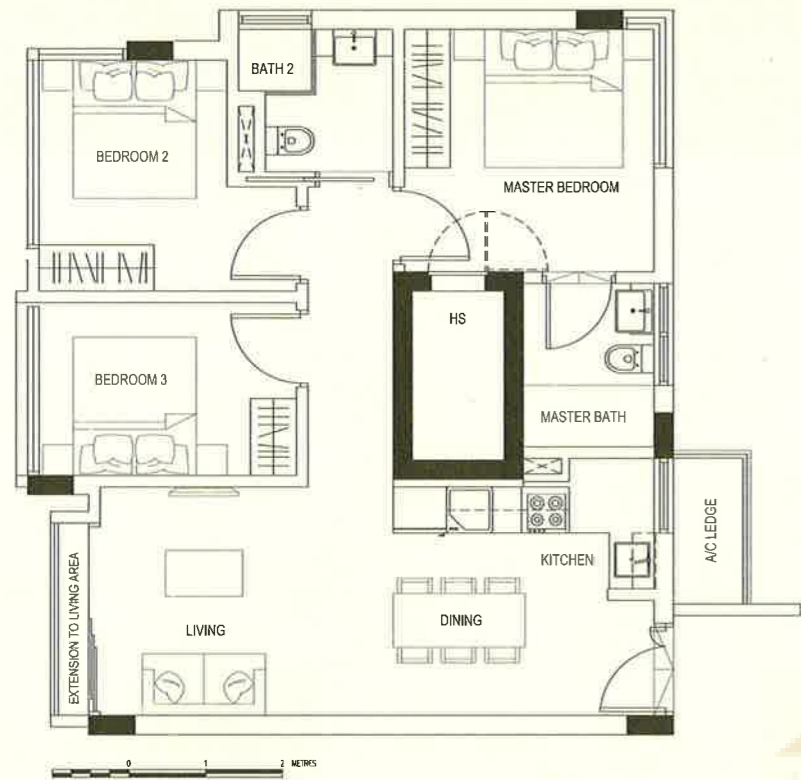 BATH 2
BEDROOM 2
MASTER BEDROOM
HS
BEDROOM 3
MASTER BATH
A/C LEDGE
KITCHEN
EXTENSION TO LIVING AREA
LIVING
DINING
0 1 2 METRES